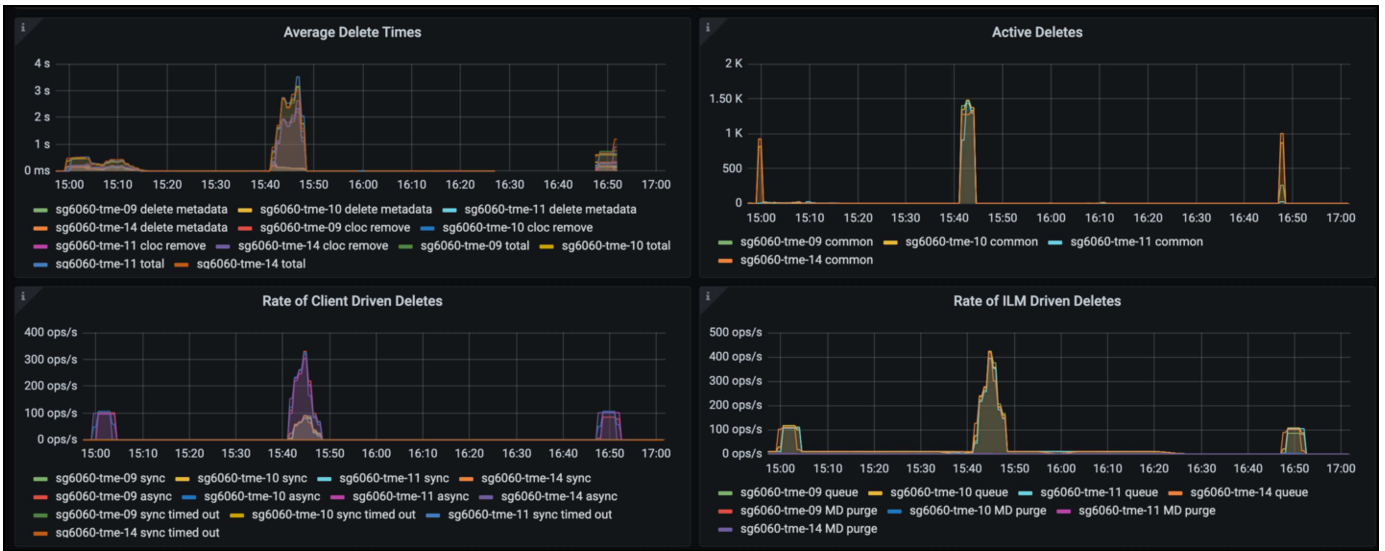 Average Delete Times
4 s
3 s
2 s
1 s
0 ms
15:00 15:10 15:20 15:30 15:40 15:50 16:00 16:10 16:20 16:30 16:40 16:50 17:00
sg6060-tme-09 delete metadata sg6060-tme-10 delete metadata sg6060-tme-11 delete metadata
sg6060-tme-14 delete metadata sg6060-tme-09 cloc remove sg6060-tme-10 cloc remove
sg6060-tme-11 cloc remove sg6060-tme-14 cloc remove sg6060-tme-09 total sg6060-tme-10 total
sg6060-tme-11 total sg6060-tme-14 total
Active Deletes
2 K
1.50 K
1 K
500
0
15:00 15:10 15:20 15:30 15:40 15:50 16:00 16:10 16:20 16:30 16:40 16:50 17:00
sg6060-tme-09 common sg6060-tme-10 common sg6060-tme-11 common
sg6060-tme-14 common
Rate of Client Driven Deletes
400 ops/s
300 ops/s
200 ops/s
100 ops/s
0 ops/s
15:00 15:10 15:20 15:30 15:40 15:50 16:00 16:10 16:20 16:30 16:40 16:50 17:00
sg6060-tme-09 sync sg6060-tme-10 sync sg6060-tme-11 sync sg6060-tme-14 sync
sg6060-tme-09 async sg6060-tme-10 async sg6060-tme-11 async sg6060-tme-14 async
sg6060-tme-09 sync timed out sg6060-tme-10 sync timed out sg6060-tme-11 sync timed out
sg6060-tme-14 sync timed out
Rate of ILM Driven Deletes
500 ops/s
400 ops/s
300 ops/s
200 ops/s
100 ops/s
0 ops/s
15:00 15:10 15:20 15:30 15:40 15:50 16:00 16:10 16:20 16:30 16:40 16:50 17:00
sg6060-tme-09 queue sg6060-tme-10 queue sg6060-tme-11 queue sg6060-tme-14 queue
sg6060-tme-09 MD purge sg6060-tme-10 MD purge sg6060-tme-11 MD purge
sg6060-tme-14 MD purge